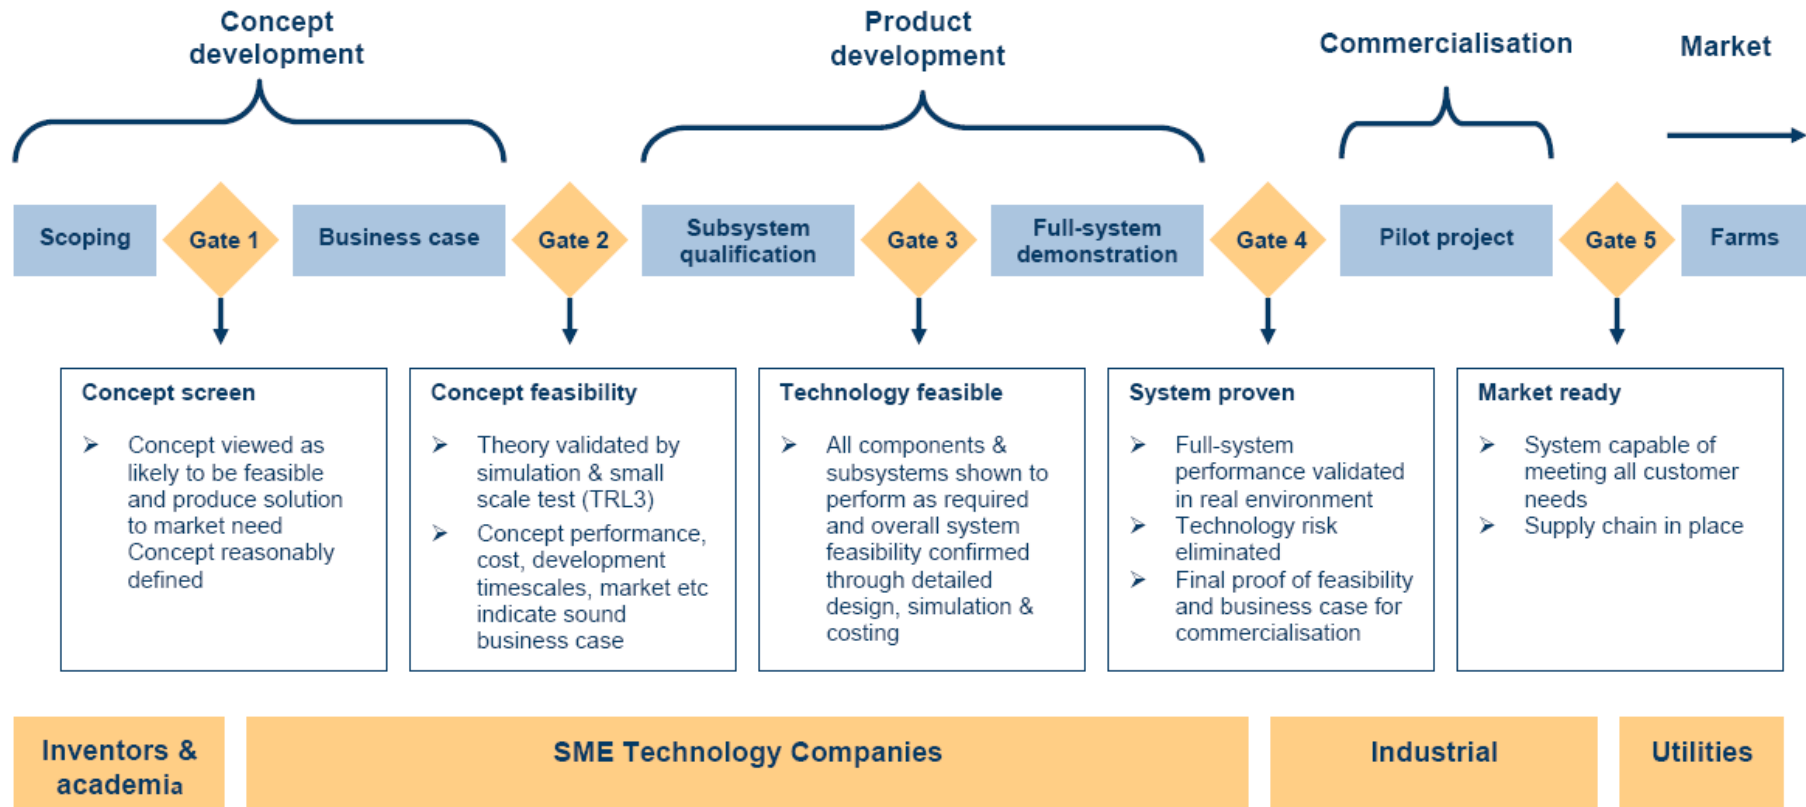 Concept
development
Product
development
Commercialisation
Market
Scoping
Gate 1
Business case
Gate 2
Subsystem
qualification
Gate 3
Full-system
demonstration
Gate 4
Pilot project
Gate 5
Farms
Concept screen
➢ Concept viewed as
likely to be feasible
and produce solution
to market need
Concept reasonably
defined
Concept feasibility
➢ Theory validated by
simulation & small
scale test (TRL3)
➢ Concept performance,
cost, development
timescales, market etc
indicate sound
business case
Technology feasible
➢ All components &
subsystems shown to
perform as required
and overall system
feasibility confirmed
through detailed
design, simulation &
costing
System proven
➢ Full-system
performance validated
in real environment
➢ Technology risk
eliminated
➢ Final proof of feasibility
and business case for
commercialisation
Market ready
➢ System capable of
meeting all customer
needs
➢ Supply chain in place
Inventors &
academia
SME Technology Companies
Industrial
Utilities